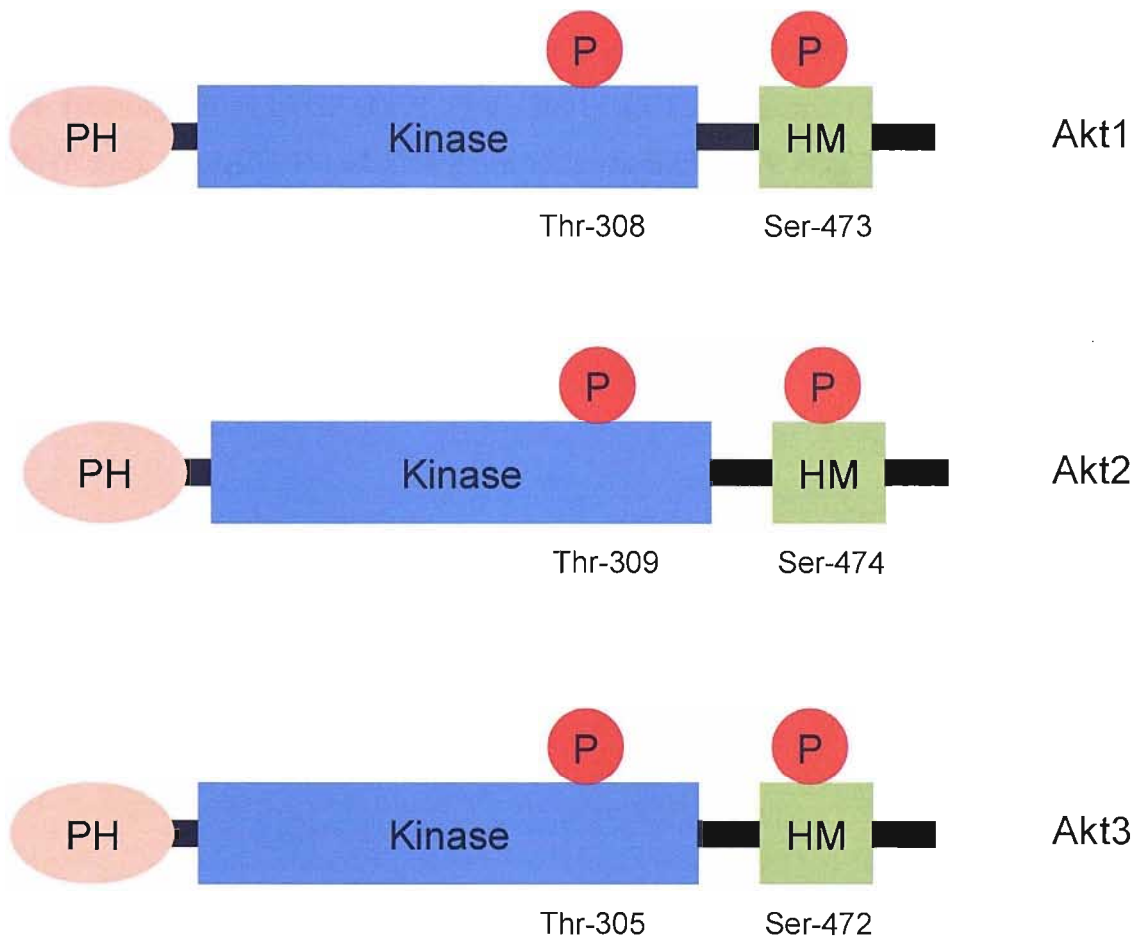 P P
PH Kinase HM Akt1
Thr-308 Ser-473
P P
PH Kinase HM Akt2
Thr-309 Ser-474
P P
PH Kinase HM Akt3
Thr-305 Ser-472